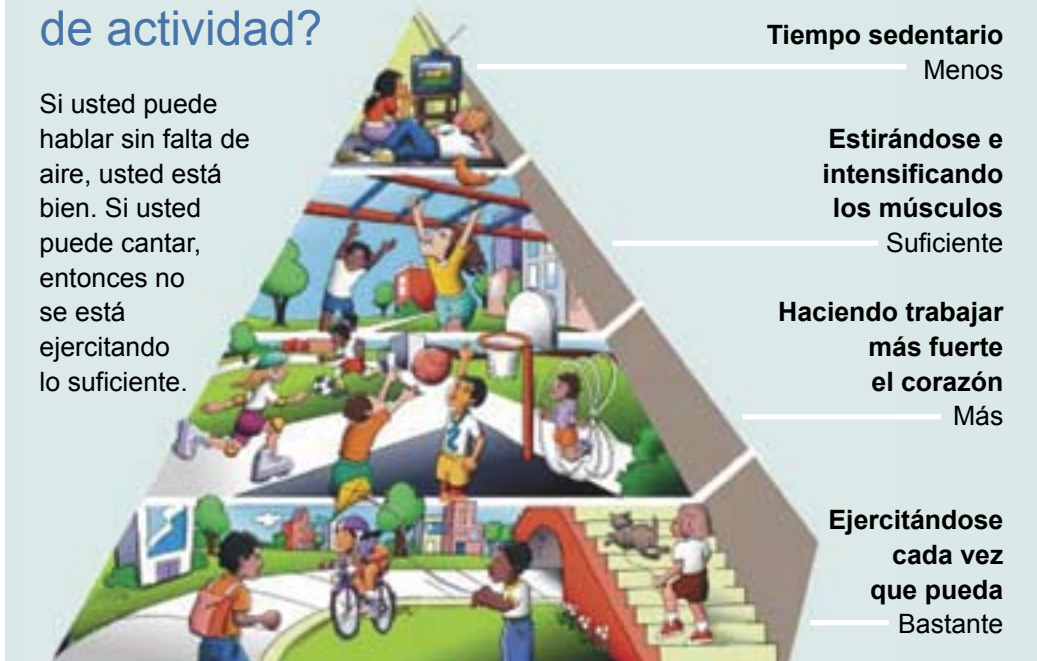 de actividad?
Si usted puede
hablar sin falta de
aire, usted está
bien. Si usted
puede cantar,
entonces no
se está
ejercitando
lo suficiente.
Tiempo sedentario
Menos
Estirándose e
intensificando
los músculos
Suficiente
Haciendo trabajar
más fuerte
el corazón
Más
Ejercitándose
cada vez
que pueda
Bastante